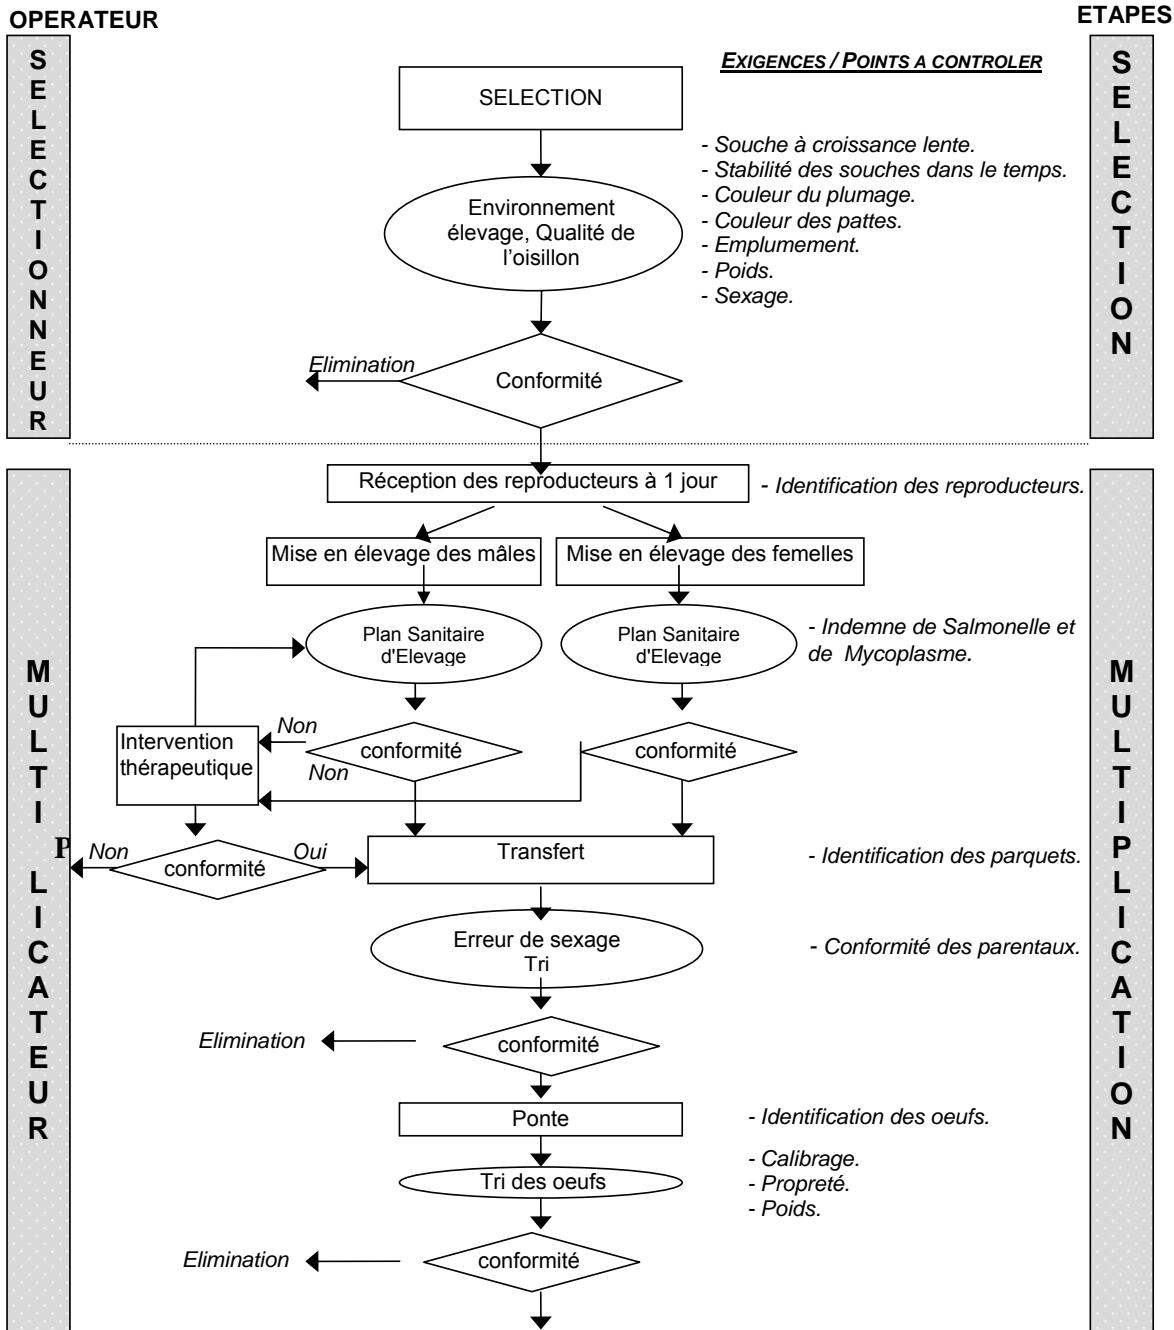 OPERATEUR
ETAPES
SELECTIONNEUR
SELECTION
EXIGENCES / POINTS A CONTROLER
SELECTION
- Souche à croissance lente.
- Stabilité des souches dans le temps.
- Couleur du plumage.
- Couleur des pattes.
- Emplumement.
- Poids.
- Sexage.
Environnement
élevage, Qualité de
l'oisillon
Elimination
Conformité
MULTIPLICATEUR
MULTIPLICATION
Réception des reproducteurs à 1 jour
- Identification des reproducteurs.
Mise en élevage des mâles
Mise en élevage des femelles
Plan Sanitaire
d'Elevage
Plan Sanitaire
d'Elevage
- Indemne de Salmonelle et
de Mycoplasme.
Intervention
thérapeutique
Non
conformité
Non
conformité
Non
conformité
Oui
Transfert
- Identification des parquets.
Erreur de sexage
Tri
- Conformité des parentaux.
Elimination
conformité
Ponte
- Identification des oeufs.
Tri des oeufs
- Calibrage.
- Propreté.
- Poids.
Elimination
conformité